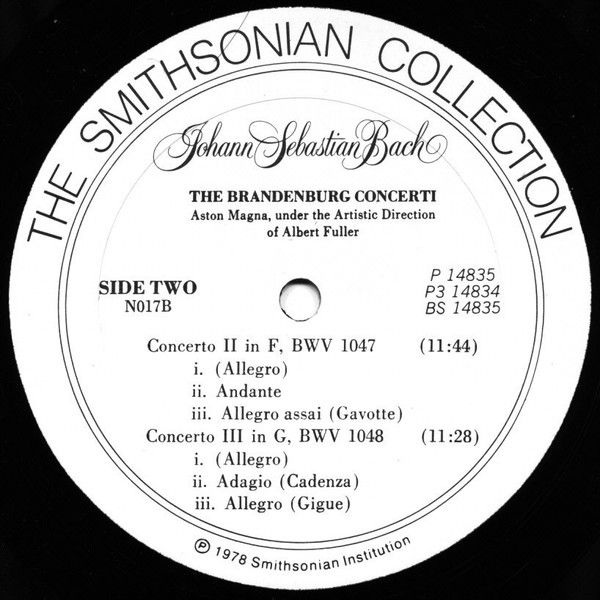 THE SMITHSONIAN COLLECTION
Johann Sebastian Bach
THE BRANDENBURG CONCERTI
Aston Magna, under the Artistic Direction
of Albert Fuller
SIDE TWO
N017B
P 14835
P3 14834
BS 14835
Concerto II in F, BWV 1047 (11:44)
i. (Allegro)
ii. Andante
iii. Allegro assai (Gavotte)
Concerto III in G, BWV 1048 (11:28)
i. (Allegro)
ii. Adagio (Cadenza)
iii. Allegro (Gigue)
℗ 1978 Smithsonian Institution